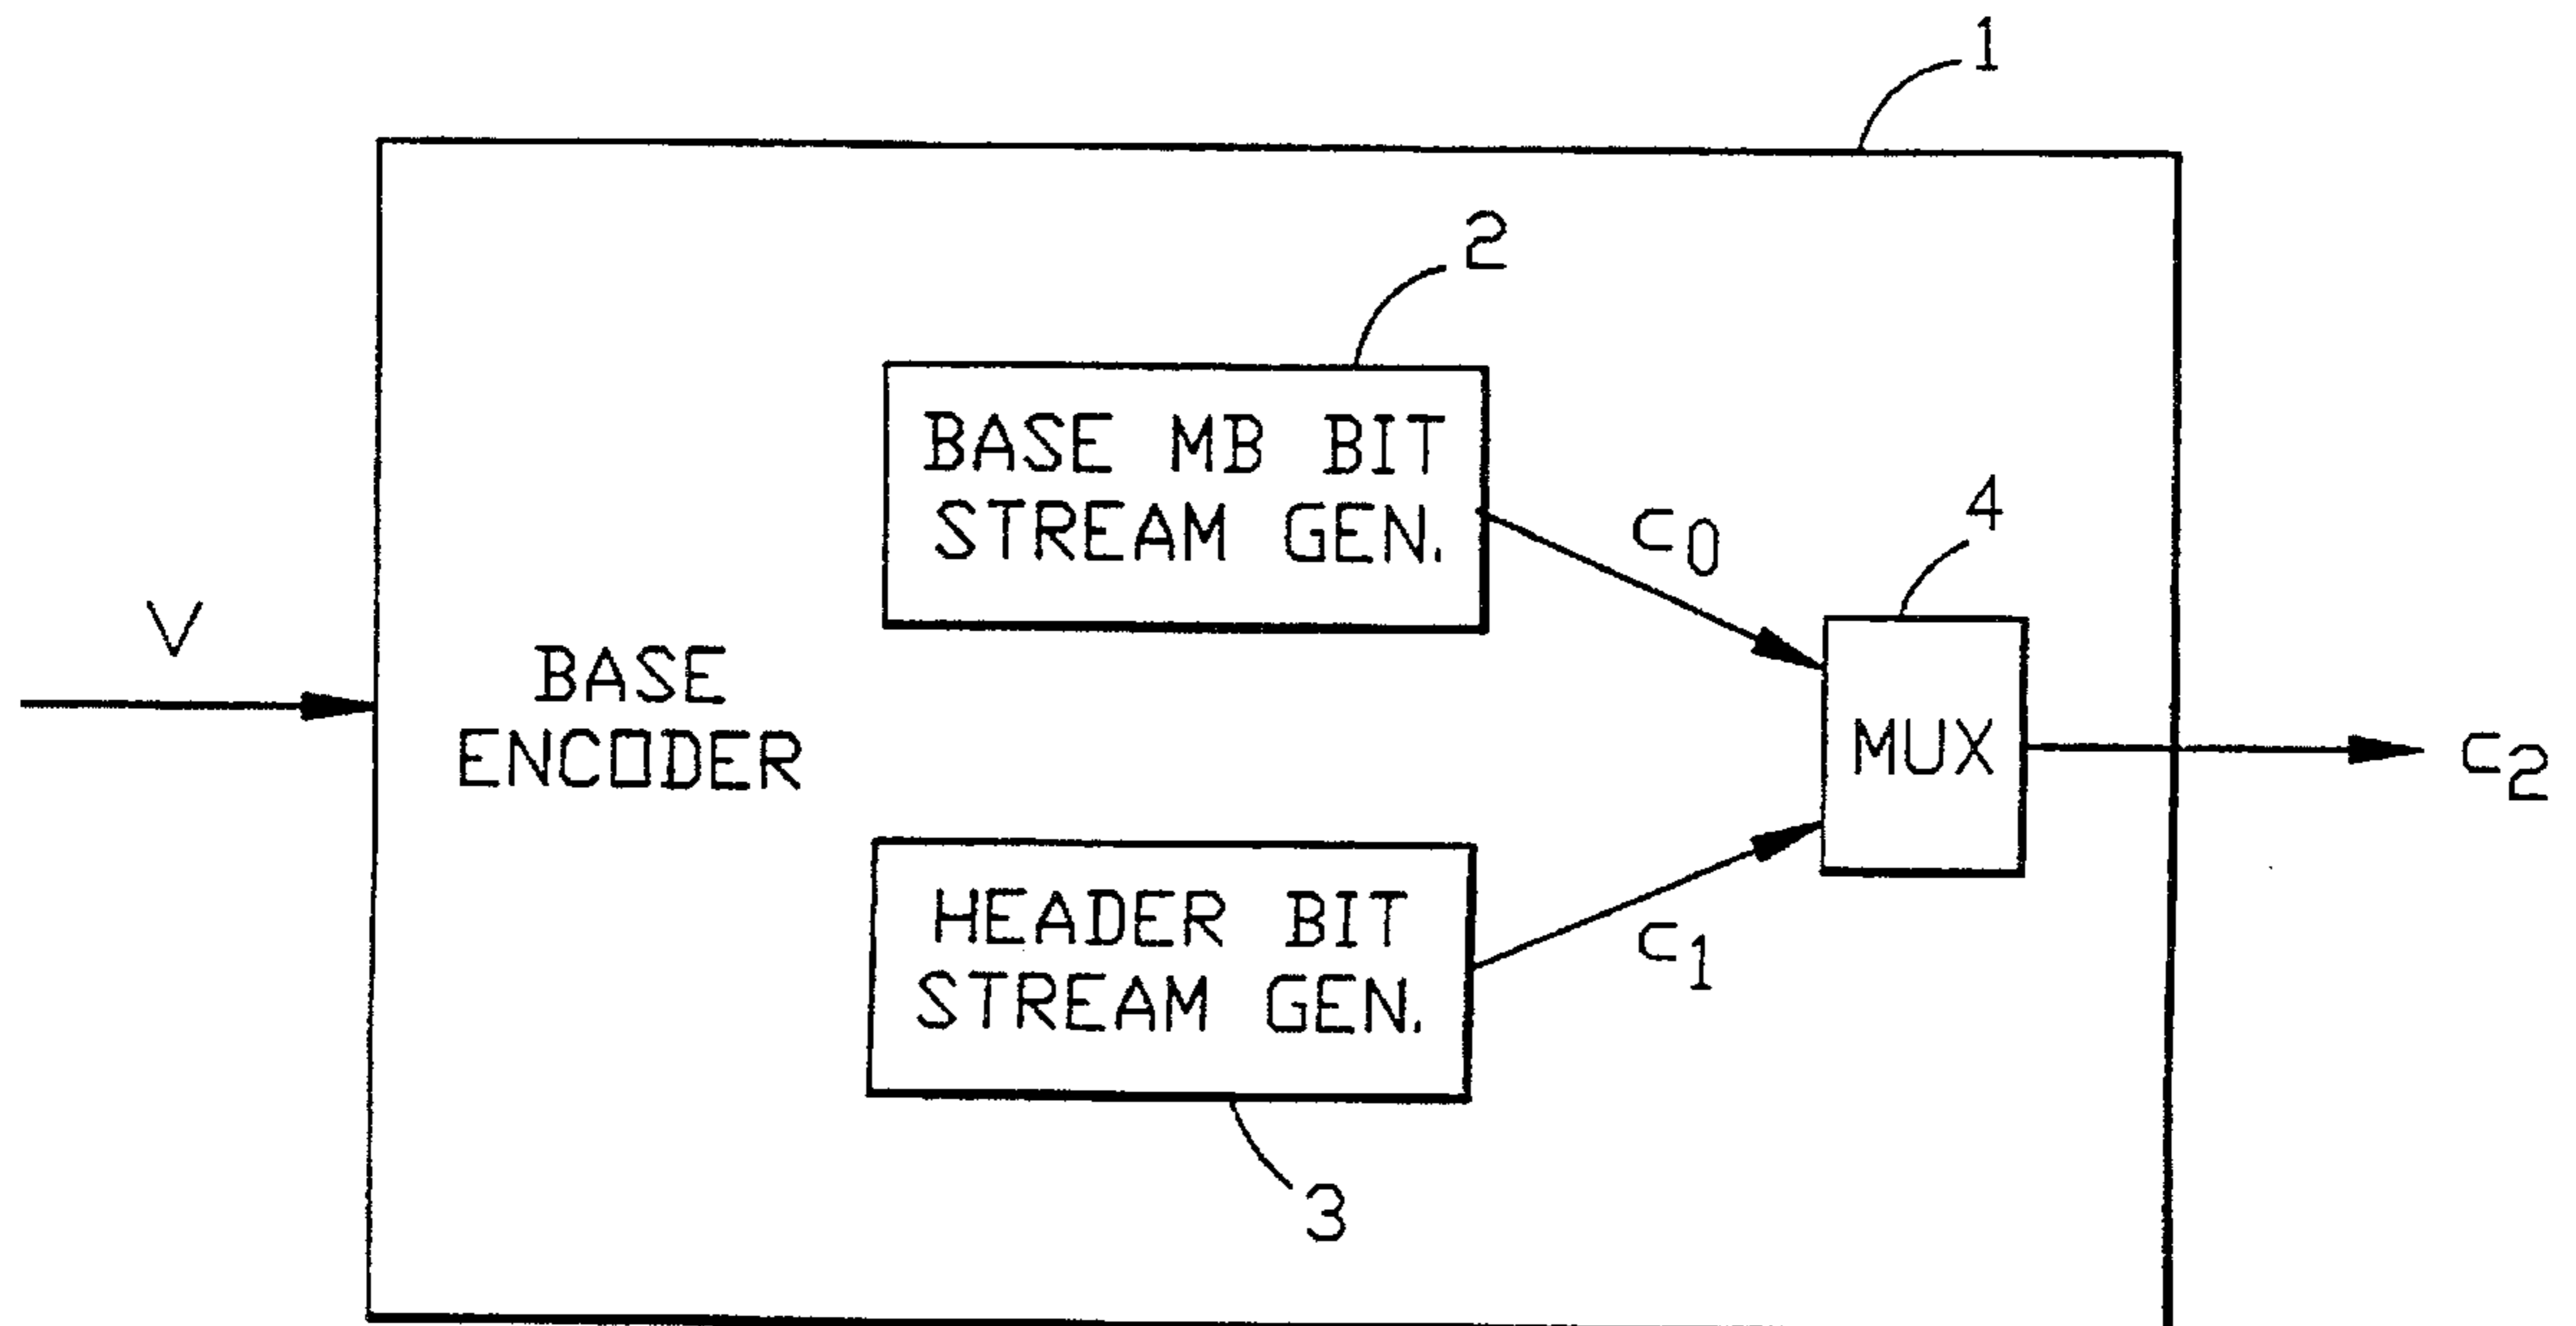 1
2
BASE MB BIT
STREAM GEN.
c0
4
V
BASE
ENCODER
MUX
c2
HEADER BIT
STREAM GEN.
c1
3